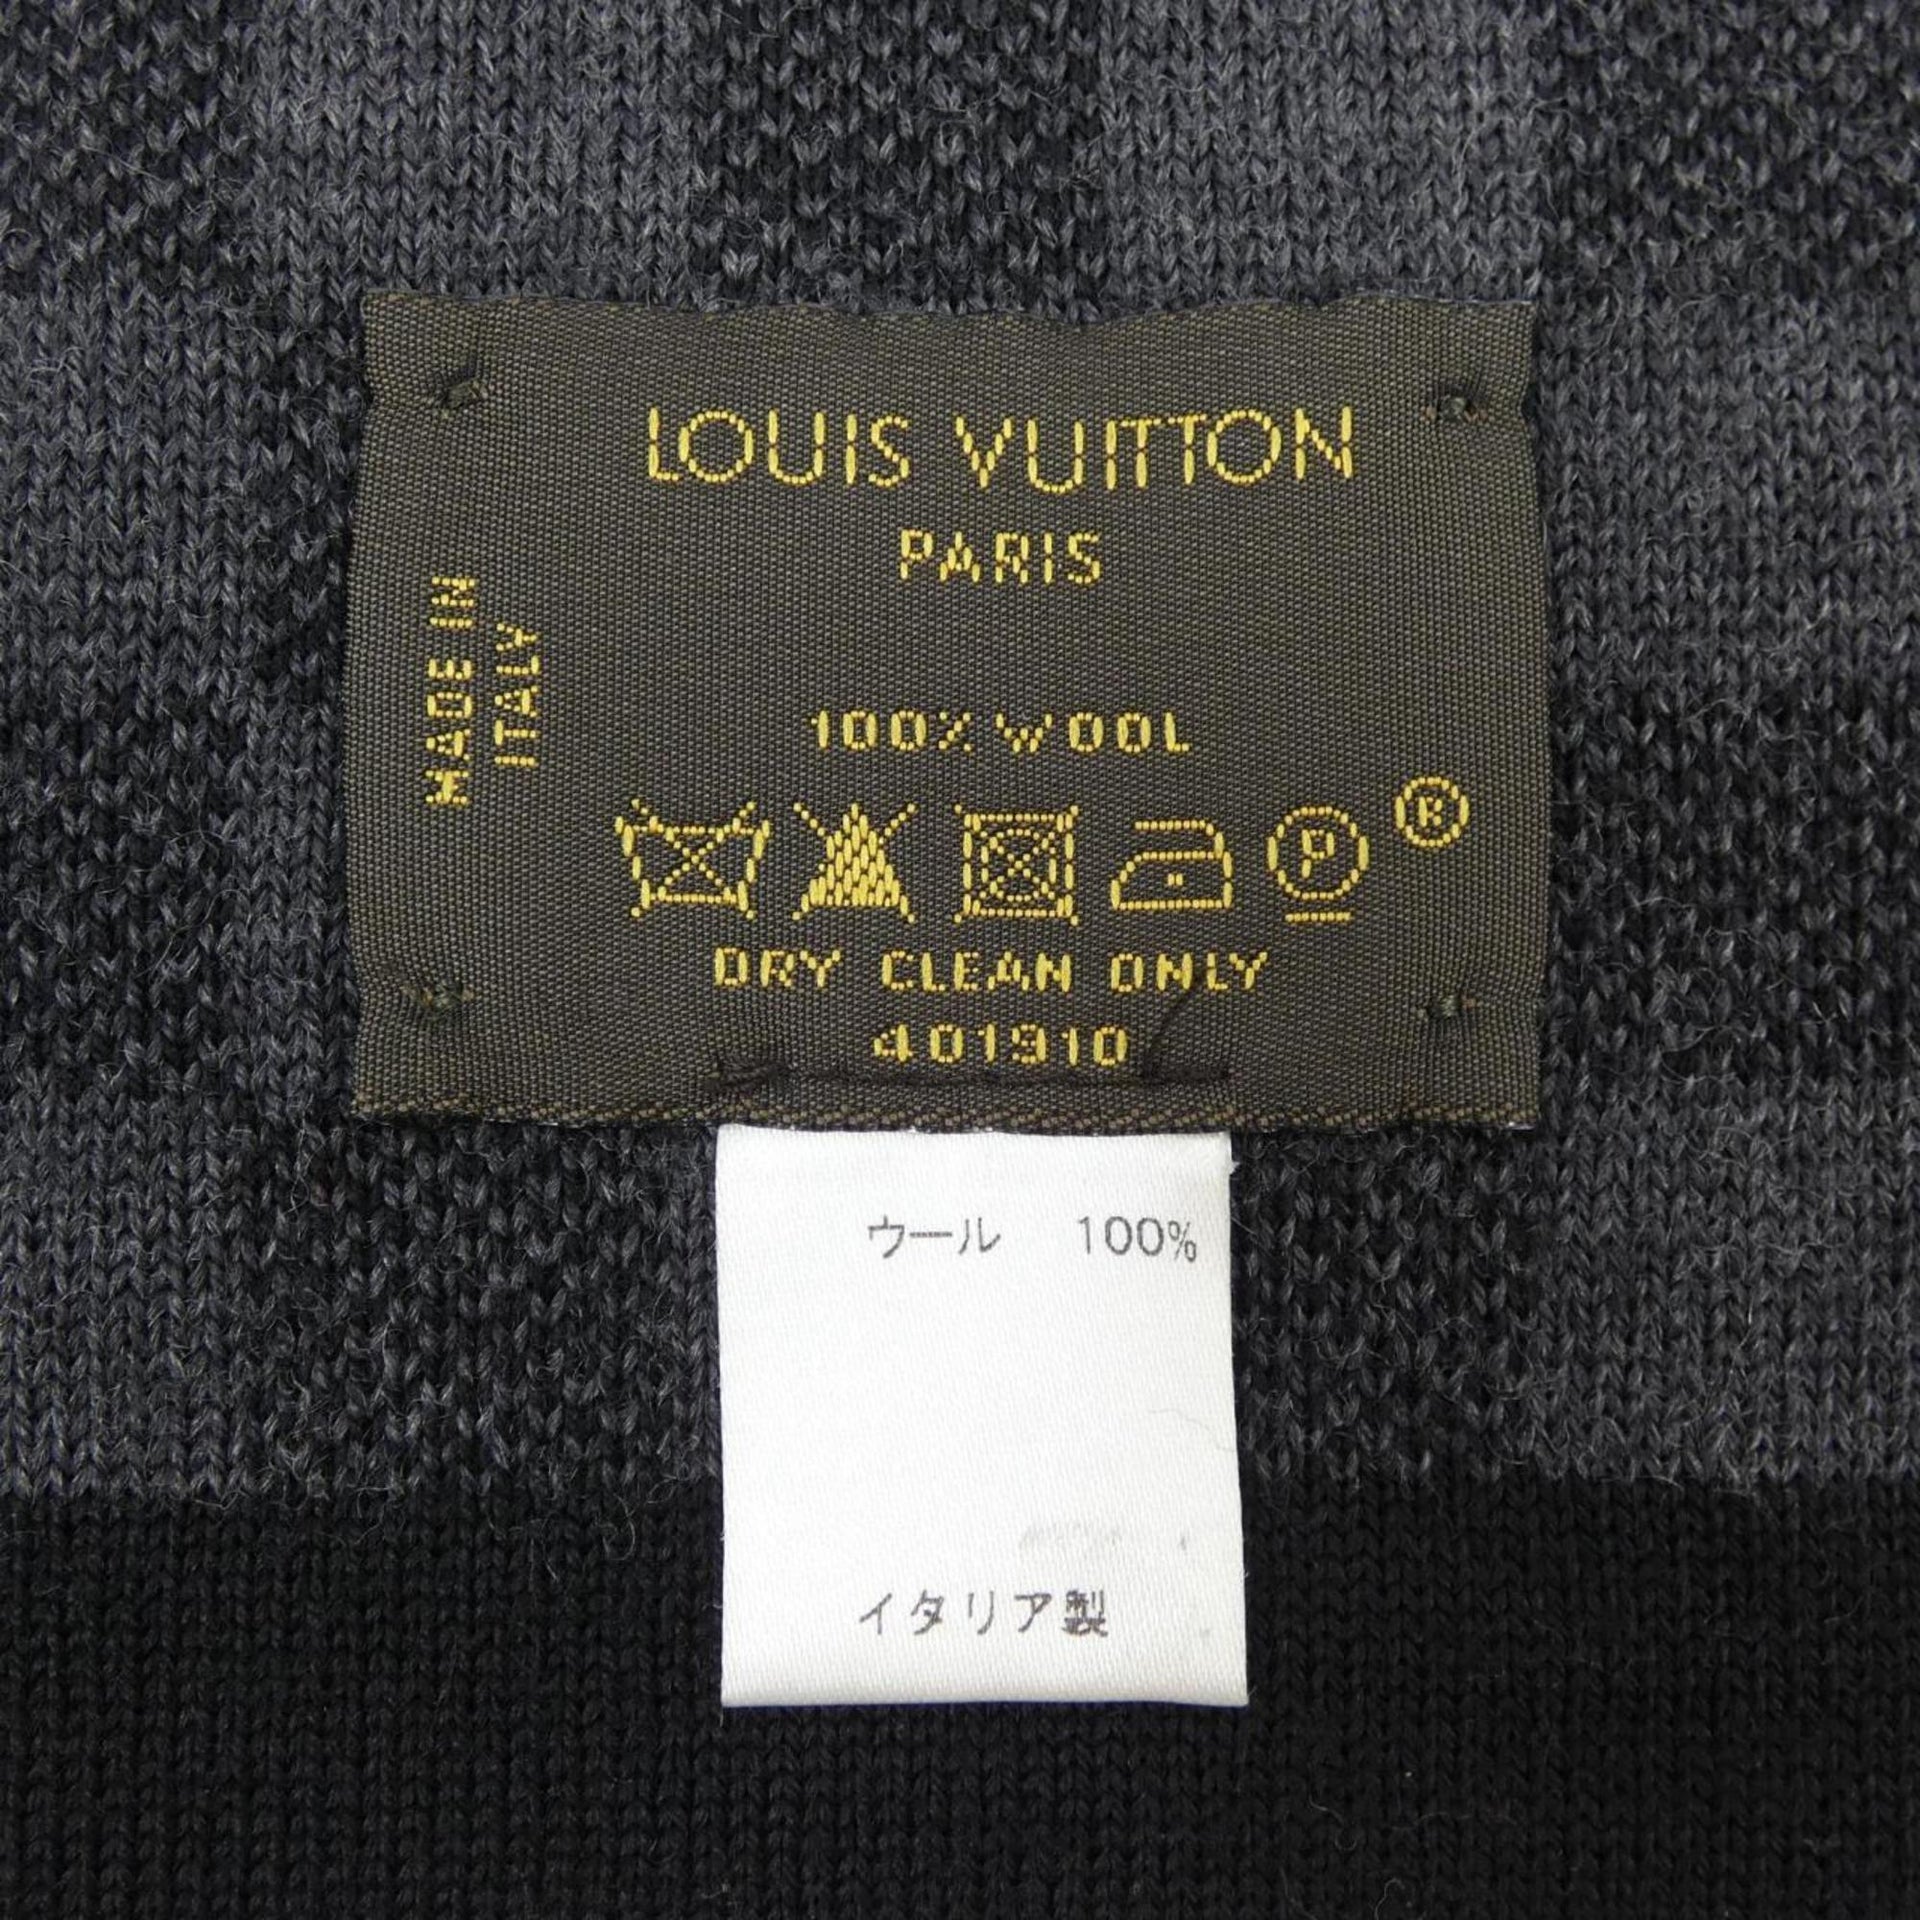 LOUIS VUITTON
PARIS
MADE IN
ITALY
100% WOOL
P
®
DRY CLEAN ONLY
401910
ウール 100%
イタリア製